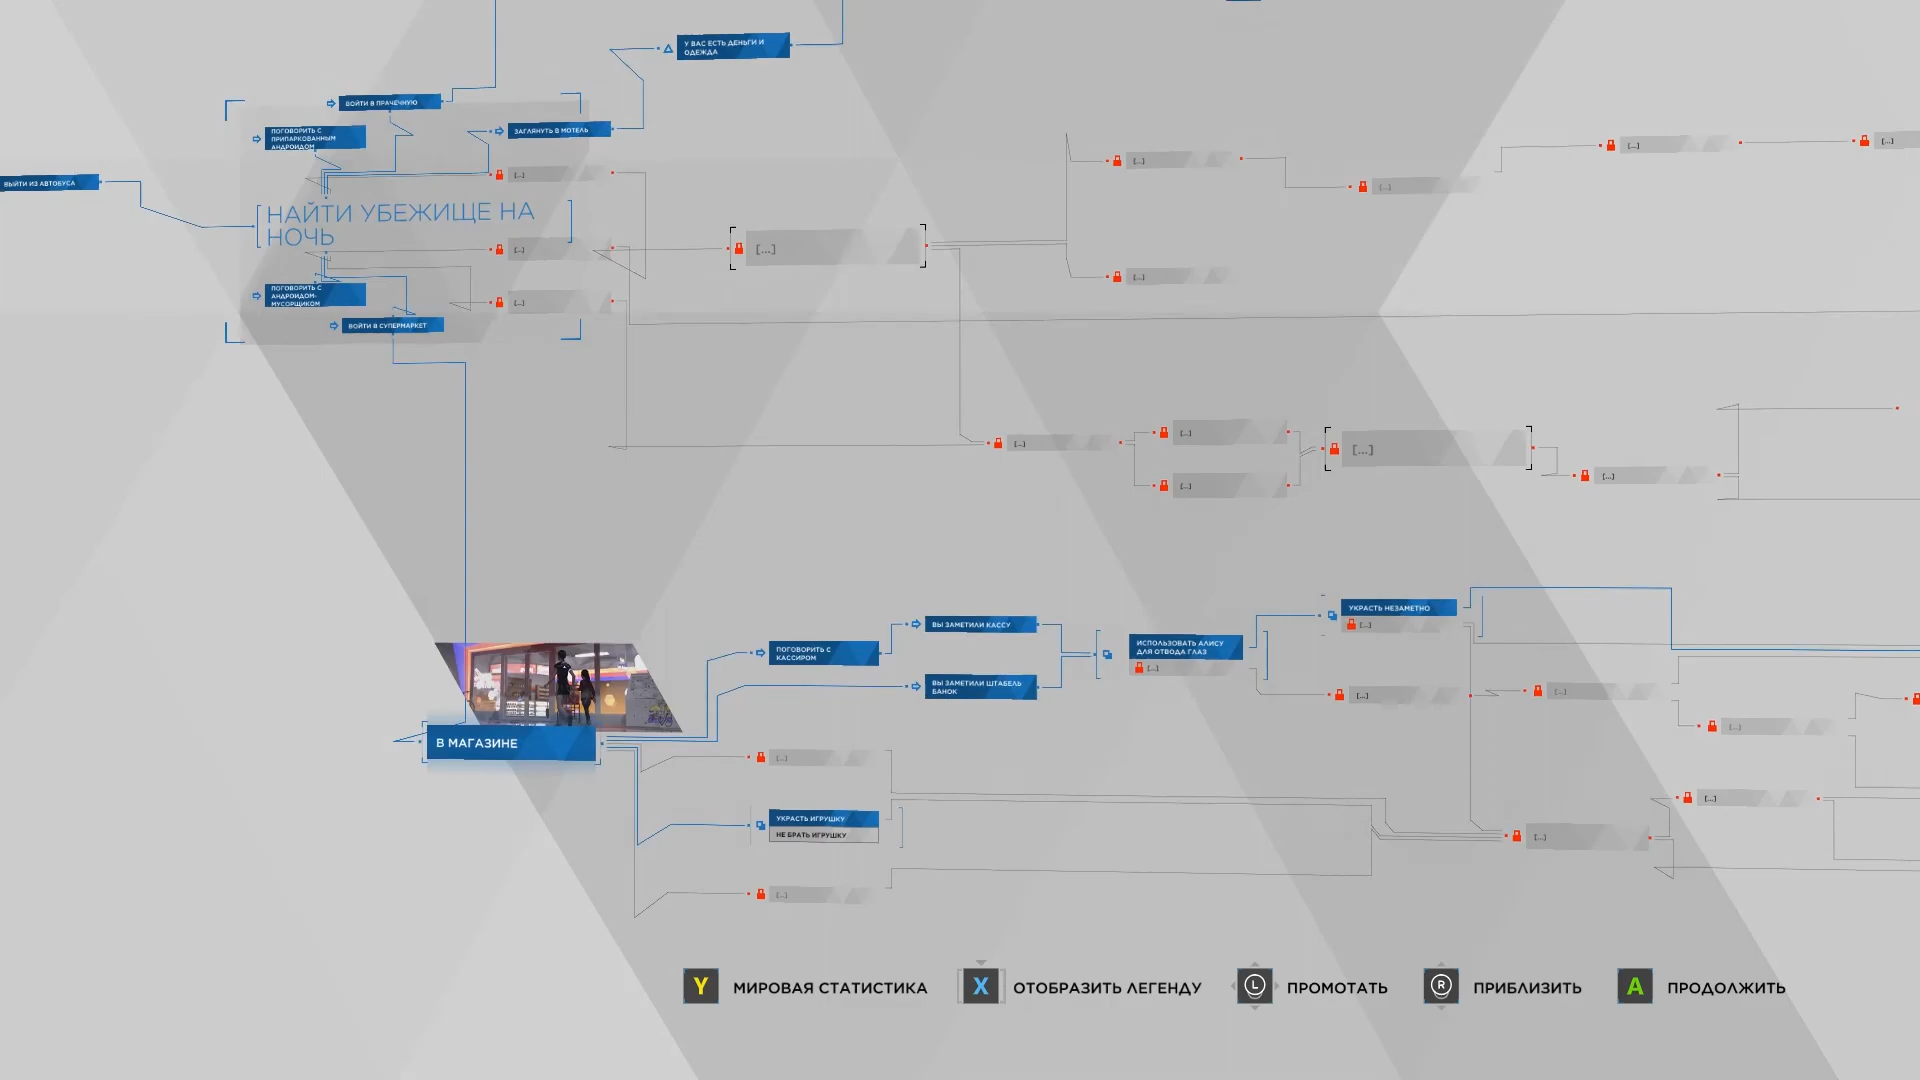 У ВАС ЕСТЬ ДЕНЬГИ И
ОДЕЖДА
ВОЙТИ В ПРАЧЕЧНУЮ
ПОГОВОРИТЬ С
ПРИПАРКОВАННЫМ
АНДРОИДОМ
ЗАГЛЯНУТЬ В МОТЕЛЬ
[...]
[...]
[...]
[...]
[...]
ВЫЙТИ ИЗ АВТОБУСА
[...]
НАЙТИ УБЕЖИЩЕ НА
НОЧЬ
[...]
[...]
[...]
ПОГОВОРИТЬ С
АНДРОИДОМ-
МУСОРЩИКОМ
[...]
ВОЙТИ В СУПЕРМАРКЕТ
[...]
[...]
[...]
[...]
[...]
УКРАСТЬ НЕЗАМЕТНО
[...]
ВЫ ЗАМЕТИЛИ КАССУ
ИСПОЛЬЗОВАТЬ АЛИСУ
ДЛЯ ОТВОДА ГЛАЗ
[...]
ПОГОВОРИТЬ С
КАССИРОМ
ВЫ ЗАМЕТИЛИ ШТАБЕЛЬ
БАНОК
[...]
[...]
[...]
В МАГАЗИНЕ
[...]
[...]
УКРАСТЬ ИГРУШКУ
НЕ БРАТЬ ИГРУШКУ
[...]
[...]
Y МИРОВАЯ СТАТИСТИКА
X ОТОБРАЗИТЬ ЛЕГЕНДУ
L ПРОМОТАТЬ
R ПРИБЛИЗИТЬ
A ПРОДОЛЖИТЬ